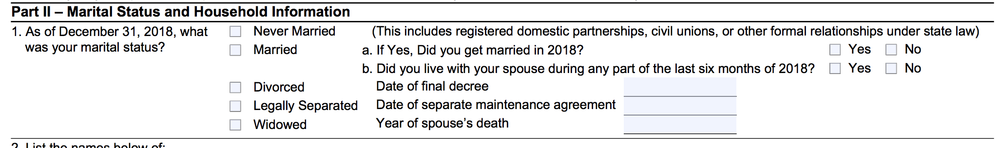 Part II – Marital Status and Household Information
1. As of December 31, 2018, what was your marital status?
Never Married (This includes registered domestic partnerships, civil unions, or other formal relationships under state law)
Married a. If Yes, Did you get married in 2018? Yes No
b. Did you live with your spouse during any part of the last six months of 2018? Yes No
Divorced Date of final decree
Legally Separated Date of separate maintenance agreement
Widowed Year of spouse’s death
2. List the names below of: